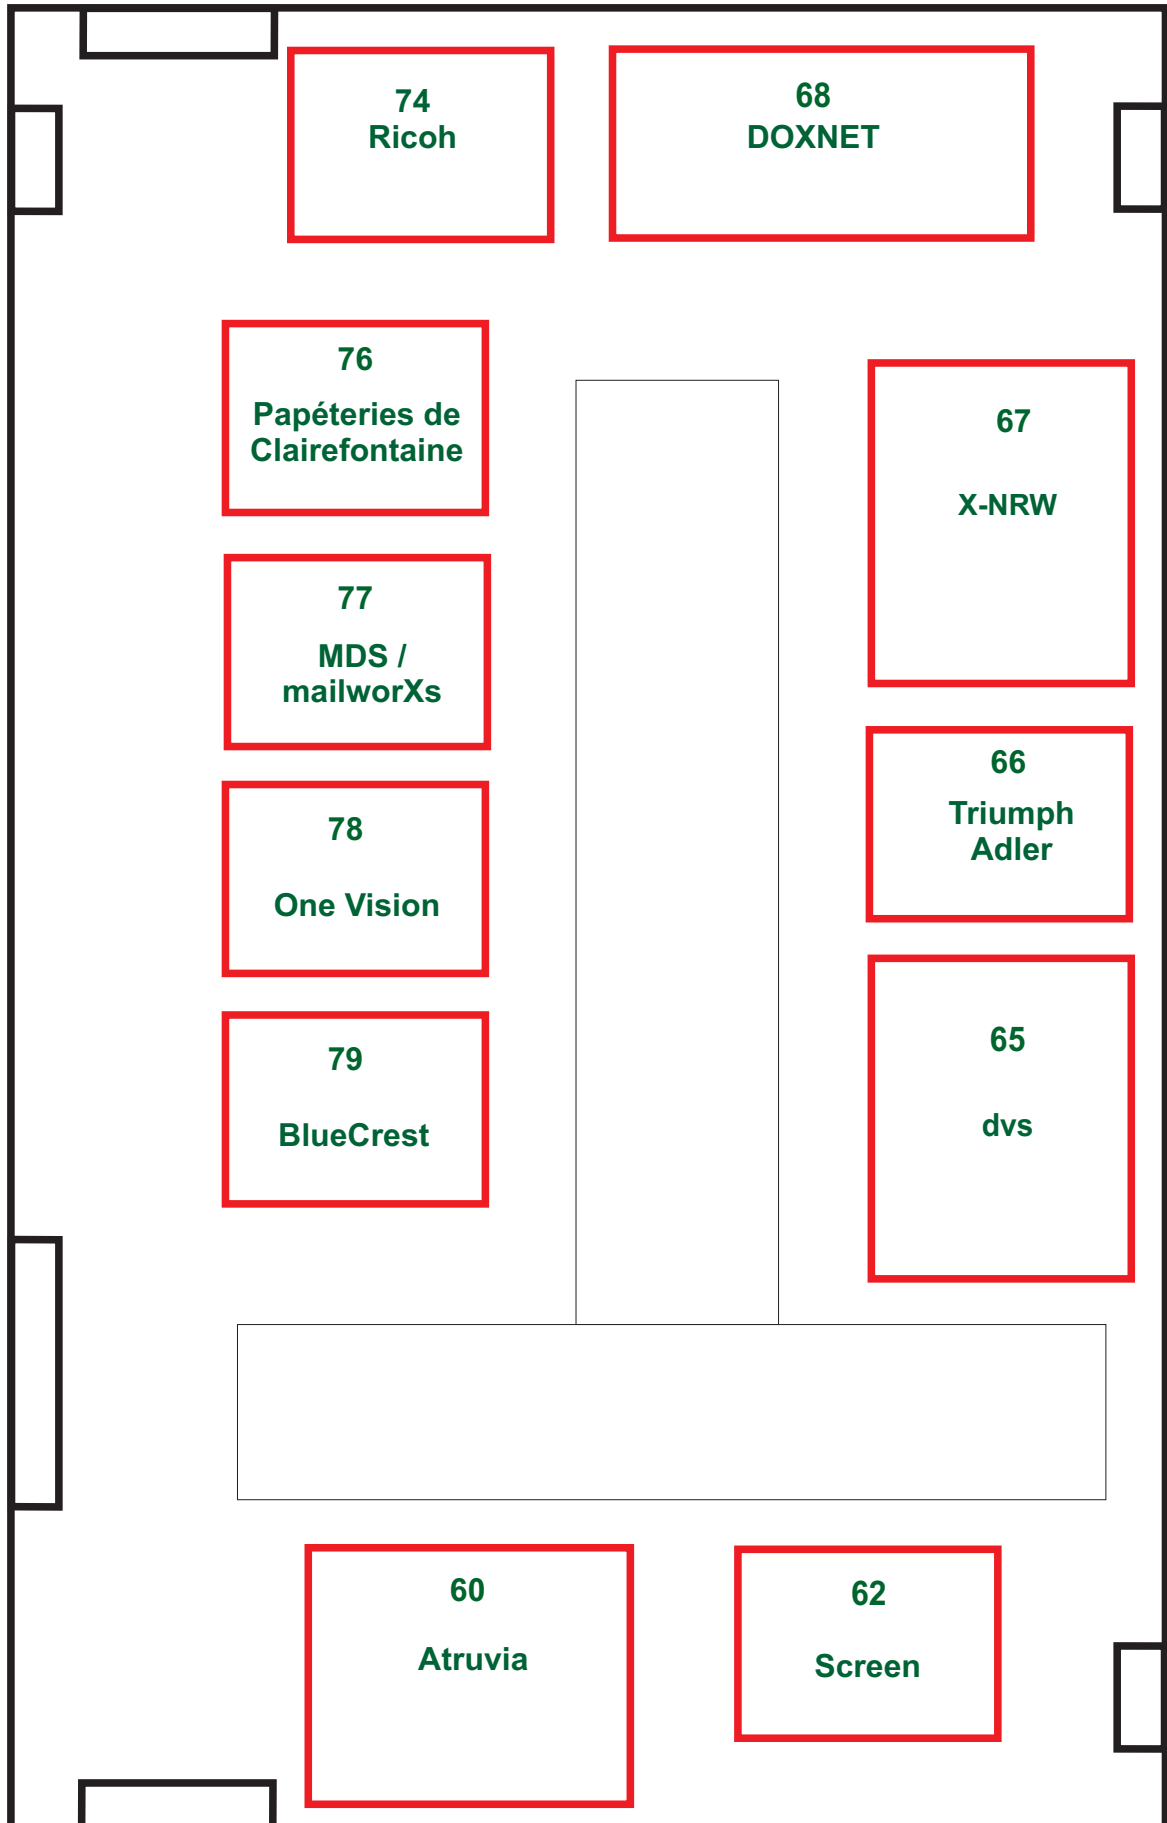 74
Ricoh
68
DOXNET
76
Papéteries de
Clairefontaine
67
X-NRW
77
MDS /
mailworXs
66
Triumph
Adler
78
One Vision
65
dvs
79
BlueCrest
60
Atruvia
62
Screen